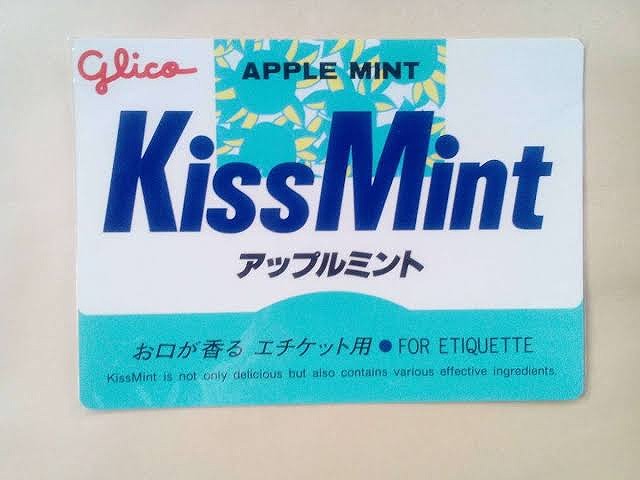 Glico
APPLE MINT
KissMint
アップルミント
お口が香る エチケット用 ● FOR ETIQUETTE
KissMint is not only delicious but also contains various effective ingredients.